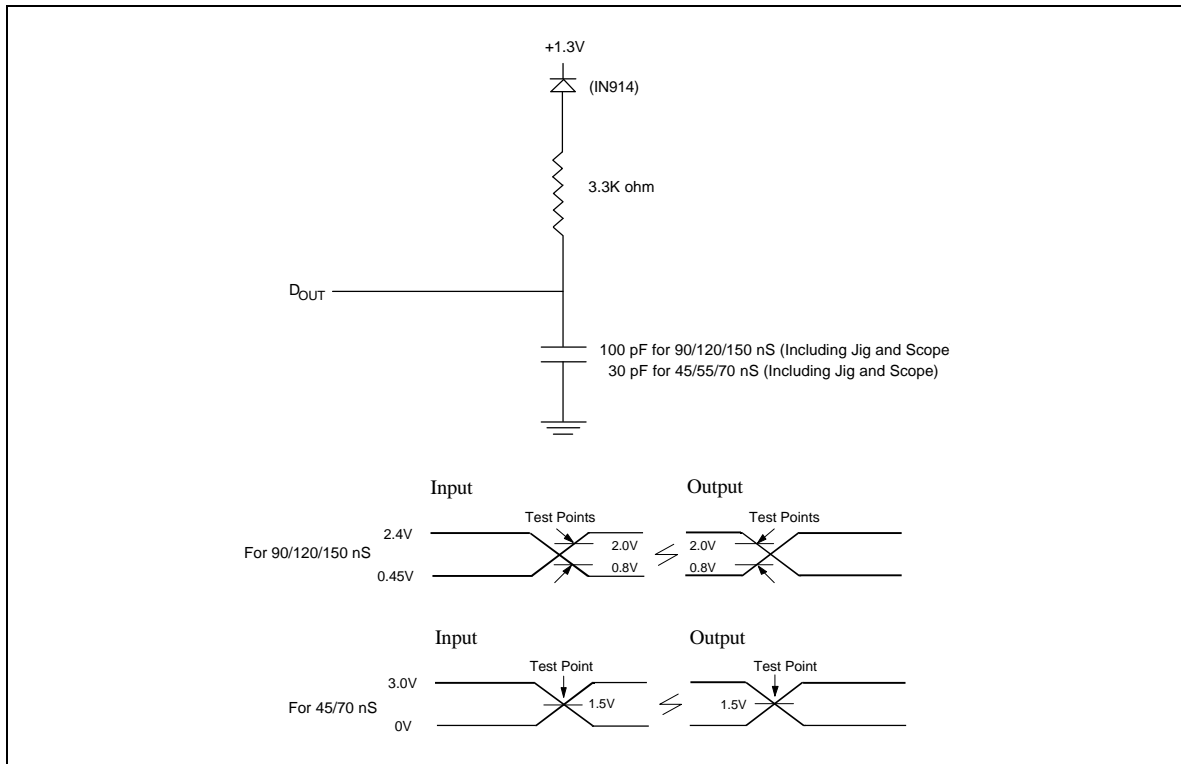 +1.3V
(IN914)
3.3K ohm
DOUT
100 pF for 90/120/150 nS (Including Jig and Scope
30 pF for 45/55/70 nS (Including Jig and Scope)
Input Output
Test Points Test Points
2.4V
2.0V 2.0V
For 90/120/150 nS
0.8V 0.8V
0.45V
Input Output
Test Point Test Point
3.0V
1.5V 1.5V
For 45/70 nS
0V